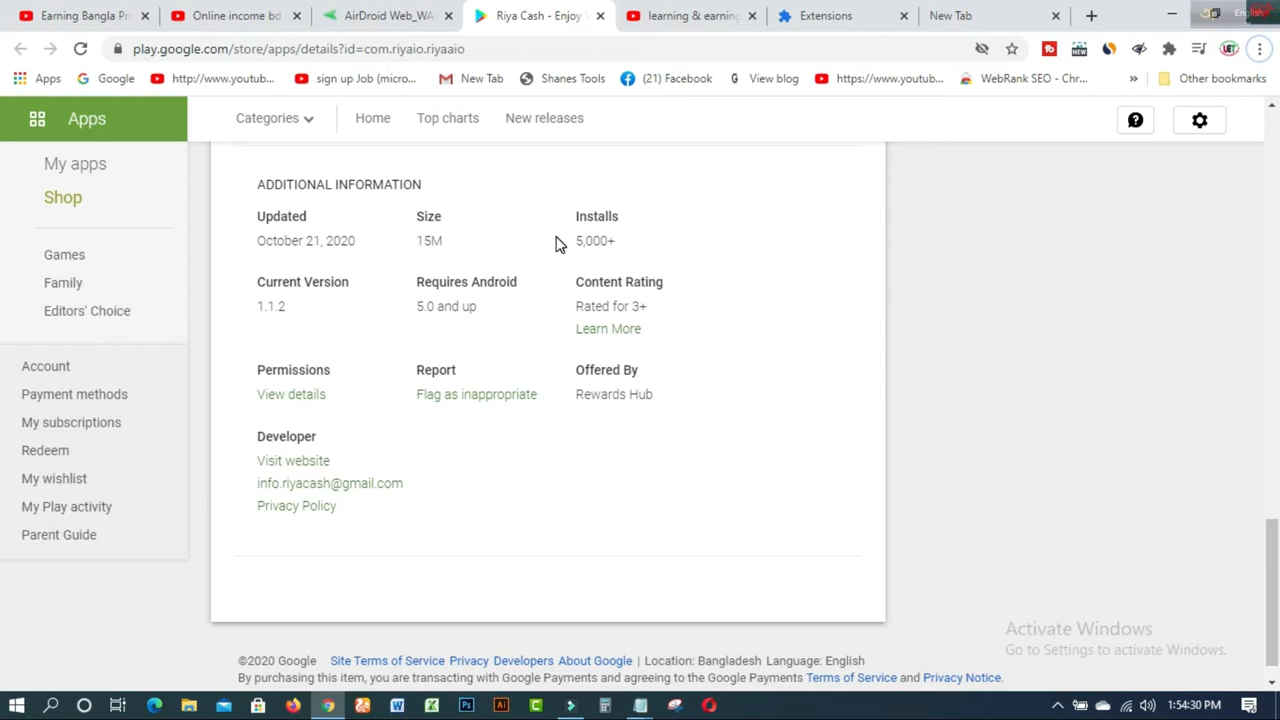 Earning Bangla Pro
Online income bd
AirDroid Web_WA
Riya Cash - Enjoy
learning & earning
Extensions
New Tab
English
play.google.com/store/apps/details?id=com.riyaio.riyaaio
Apps
Google
http://www.youtub...
sign up Job (micro...
New Tab
Shanes Tools
(21) Facebook
View blog
https://www.youtub...
WebRank SEO - Chr...
Other bookmarks
Apps
Categories
Home
Top charts
New releases
My apps
Shop
Games
Family
Editors' Choice
Account
Payment methods
My subscriptions
Redeem
My wishlist
My Play activity
Parent Guide
ADDITIONAL INFORMATION
Updated
October 21, 2020
Size
15M
Installs
5,000+
Current Version
1.1.2
Requires Android
5.0 and up
Content Rating
Rated for 3+
Learn More
Permissions
View details
Report
Flag as inappropriate
Offered By
Rewards Hub
Developer
Visit website
info.riyacash@gmail.com
Privacy Policy
©2020 Google Site Terms of Service Privacy Developers About Google | Location: Bangladesh Language: English
By purchasing this item, you are transacting with Google Payments and agreeing to the Google Payments Terms of Service and Privacy Notice.
Activate Windows
Go to Settings to activate Windows.
1:54:30 PM